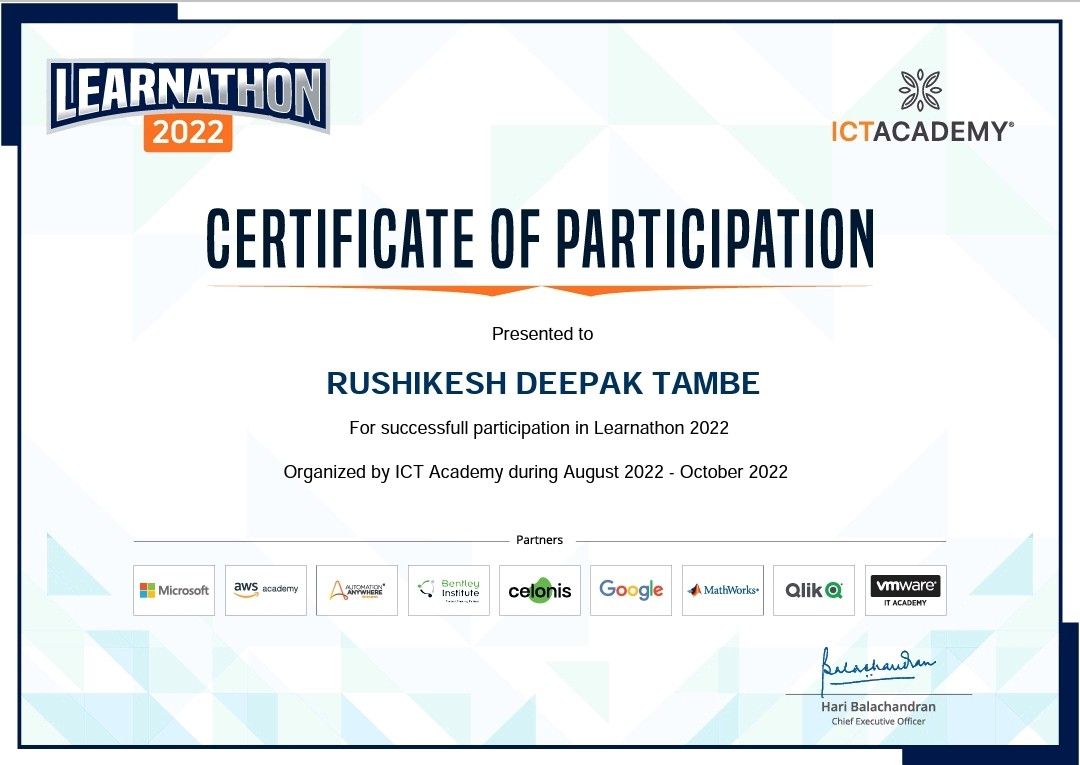 LEARNATHON
2022
ICTACADEMY®
CERTIFICATE OF PARTICIPATION
Presented to
RUSHIKESH DEEPAK TAMBE
For successfull participation in Learnathon 2022
Organized by ICT Academy during August 2022 - October 2022
Partners
Microsoft
aws academy
AUTOMATION
ANYWHERE
Bentley
Institute
celonis
Google
MathWorks®
Qlik
vmware®
IT ACADEMY
Balachandran
Hari Balachandran
Chief Executive Officer